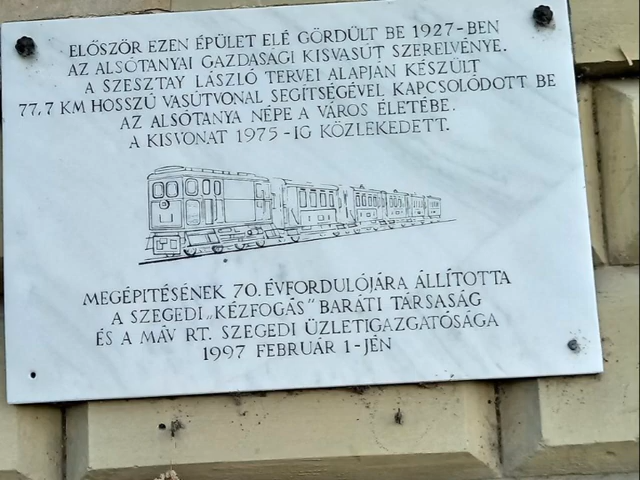 ELŐSZÖR EZEN ÉPÜLET ELÉ GÖRDÜLT BE 1927-BEN
AZ ALSÓTANYAI GAZDASÁGI KISVASÚT SZERELVÉNYE.
A SZESZTAY LÁSZLÓ TERVEI ALAPJÁN KÉSZÜLT
77,7 KM HOSSZÚ VASÚTVONAL SEGÍTSÉGÉVEL KAPCSOLÓDOTT BE
AZ ALSÓTANYA NÉPE A VÁROS ÉLETÉBE.
A KISVONAT 1975-IG KÖZLEKEDETT.
MEGÉPITÉSÉNEK 70. ÉVFORDULÓJÁRA ÁLLÍTOTTA
A SZEGEDI „KÉZFOGÁS” BARÁTI TÁRSASÁG
ÉS A MÁV RT. SZEGEDI ÜZLETIGAZGATÓSÁGA
1997 FEBRUÁR 1-JÉN